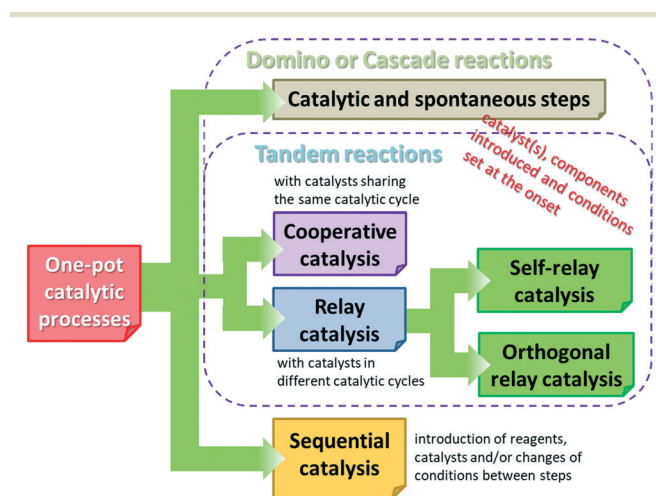 Domino or Cascade reactions
Catalytic and spontaneous steps
catalyst(s), components
introduced and conditions
set at the onset
Tandem reactions
with catalysts sharing
the same catalytic cycle
Cooperative
catalysis
One-pot
catalytic
processes
Relay
catalysis
with catalysts in
different catalytic cycles
Self-relay
catalysis
Orthogonal
relay catalysis
Sequential
catalysis
introduction of reagents,
catalysts and/or changes of
conditions between steps